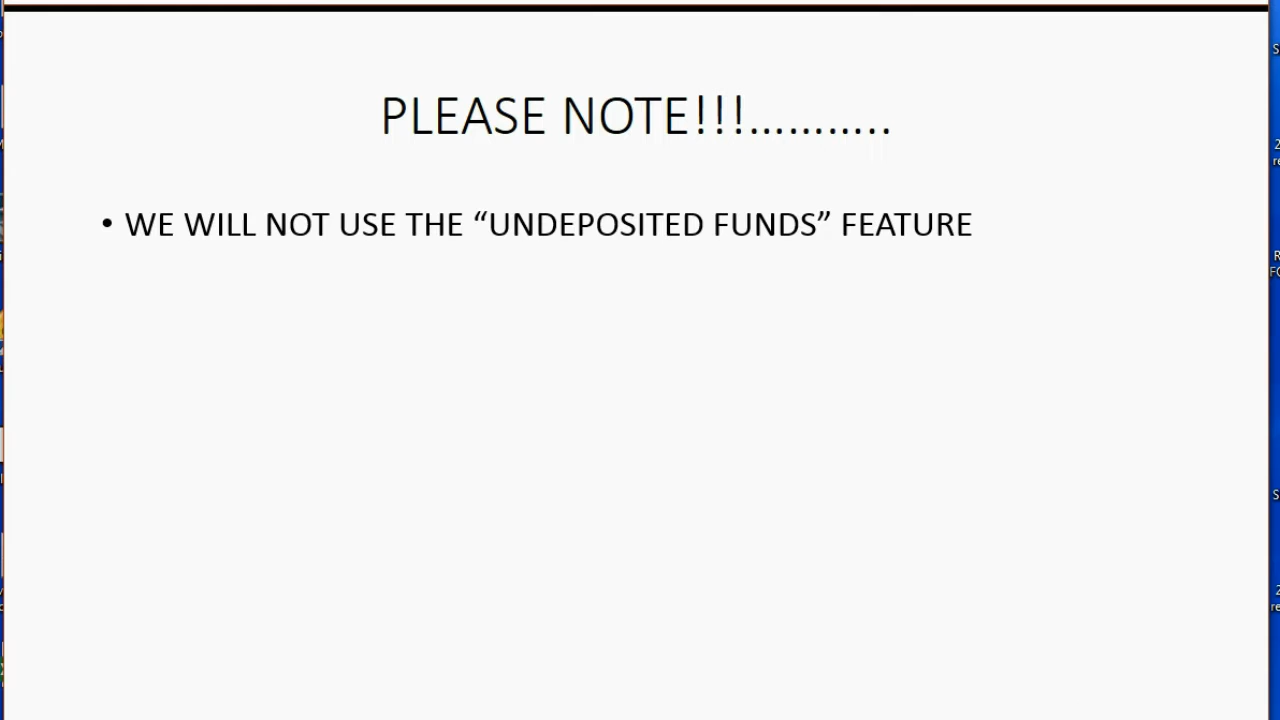 PLEASE NOTE!!!………..
• WE WILL NOT USE THE “UNDEPOSITED FUNDS” FEATURE